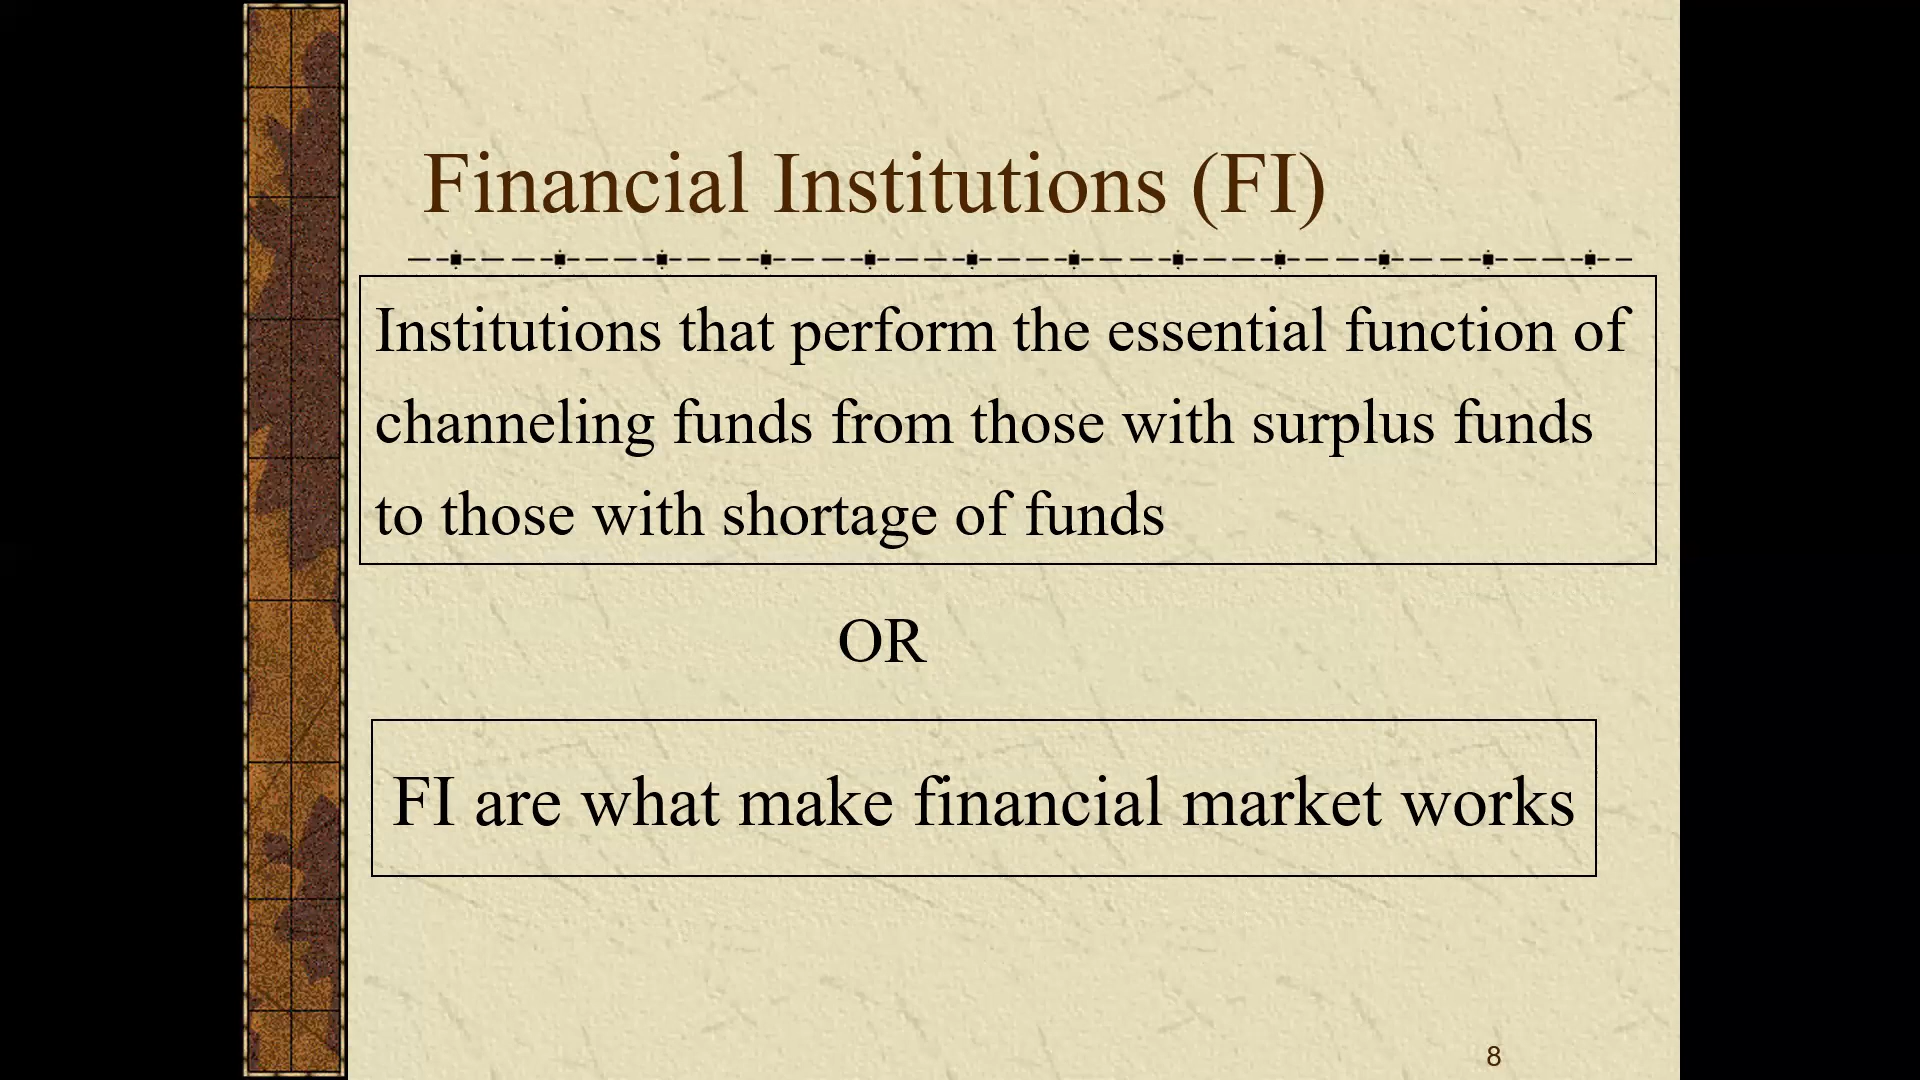 Financial Institutions (FI)
Institutions that perform the essential function of
channeling funds from those with surplus funds
to those with shortage of funds
OR
FI are what make financial market works
8